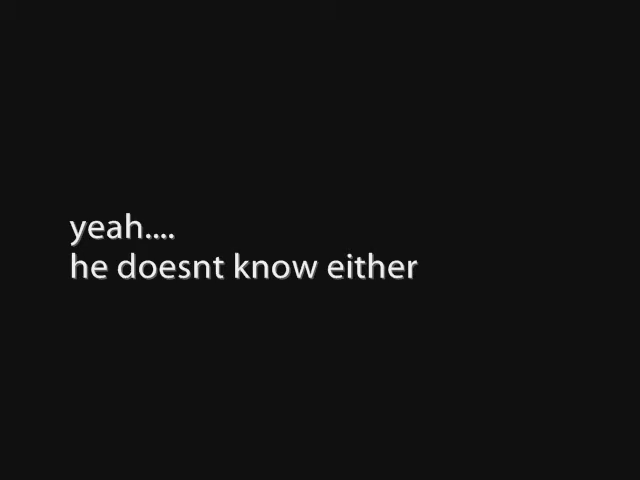 yeah....
he doesnt know either